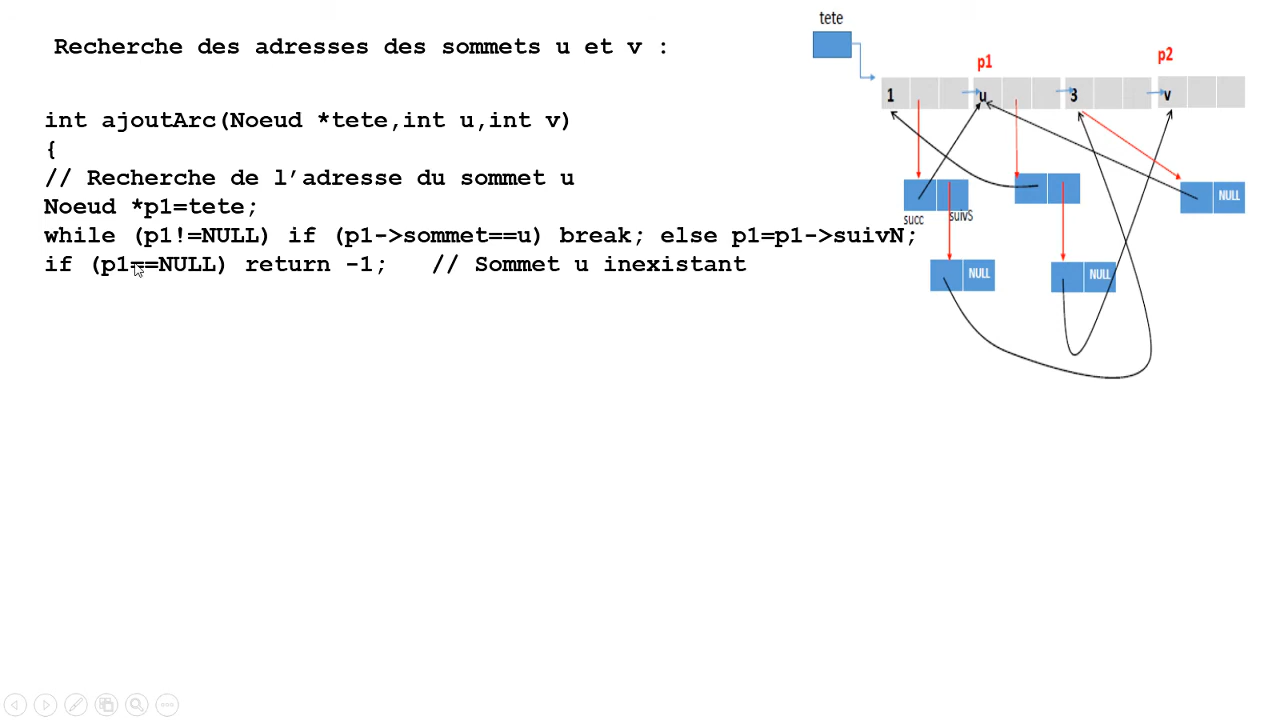 Recherche des adresses des sommets u et v :
int ajoutArc(Noeud *tete,int u,int v)
{
// Recherche de l’adresse du sommet u
Noeud *p1=tete;
while (p1!=NULL) if (p1->sommet==u) break; else p1=p1->suivN;
if (p1==NULL) return -1; // Sommet u inexistant
tete
p1
p2
1 u 3 v
succ suivS
NULL
NULL
NULL